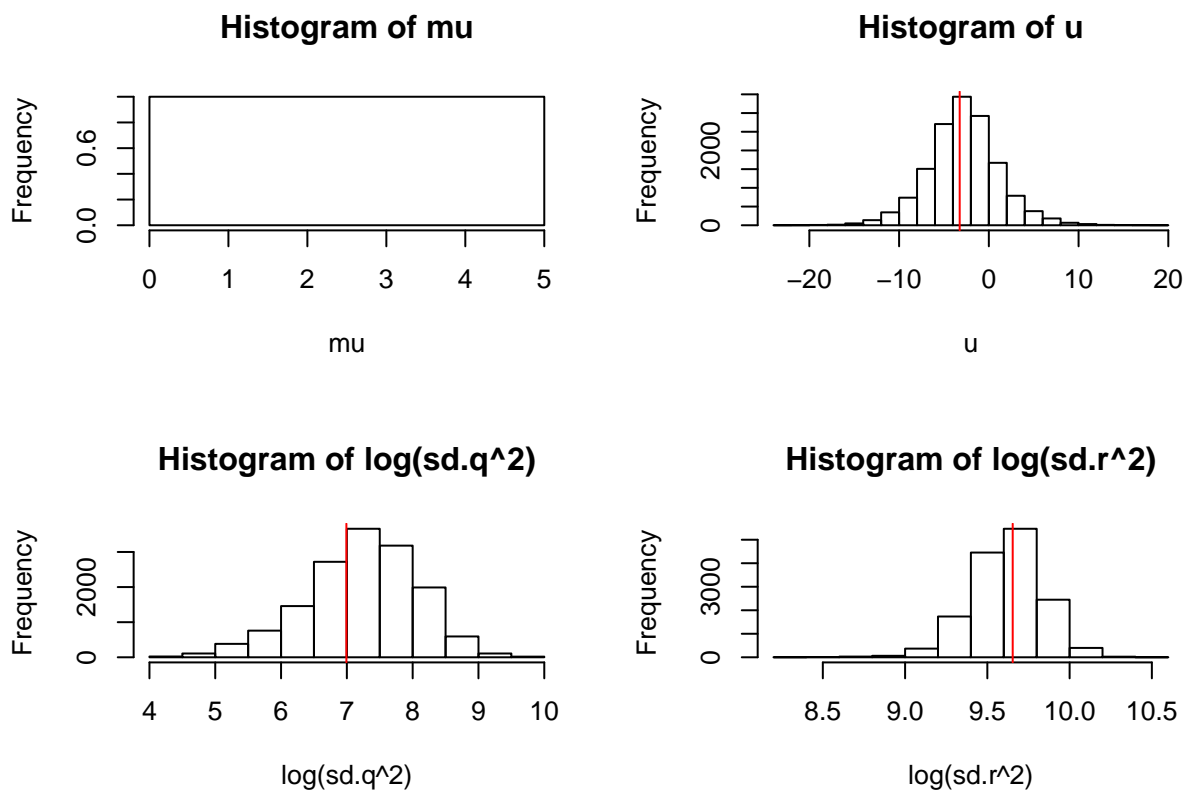 Histogram of mu
Frequency
0.0 0.6
0 1 2 3 4 5
mu
Histogram of u
Frequency
0 2000
−20 −10 0 10 20
u
Histogram of log(sd.q^2)
Frequency
0 2000
4 5 6 7 8 9 10
log(sd.q^2)
Histogram of log(sd.r^2)
Frequency
0 3000
8.5 9.0 9.5 10.0 10.5
log(sd.r^2)